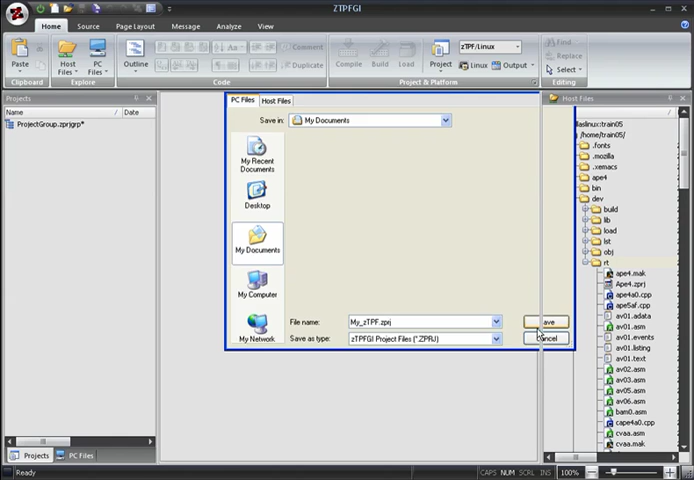 ZTPFGI
Home Source Page Layout Message Analyze View
Paste
Host Files
PC Files
Outline
Comment
Duplicate
Compile Build Cancel
Project
zTPF/Linux
Linux Output
Find
Replace
Select
Clipboard Explore Code Project & Platform Editing
Projects
Name Date
ProjectGroup.zprjgrp*
PC Files Host Files
Save in: My Documents
My Recent Documents
Desktop
My Documents
My Computer
My Network
File name: My_zTPF.zprj
Save as type: zTPFGI Project Files (*.ZPRJ)
Cancel
Host Files
/home/train05/
.fonts
.mozilla
.xemacs
ape4
bin
dev
build
lib
load
lst
obj
rt
ape4.mak
Ape4.zprj
ape4a0.cpp
ape5af.cpp
av01.adata
av01.asm
av01.events
av01.listing
av01.text
av02.asm
av03.asm
av05.asm
av06.asm
bam0.asm
cape4a0.cpp
cvaa.asm
cvaa.mak
Projects PC Files
Ready
CAPS NUM SCRL INS 100%